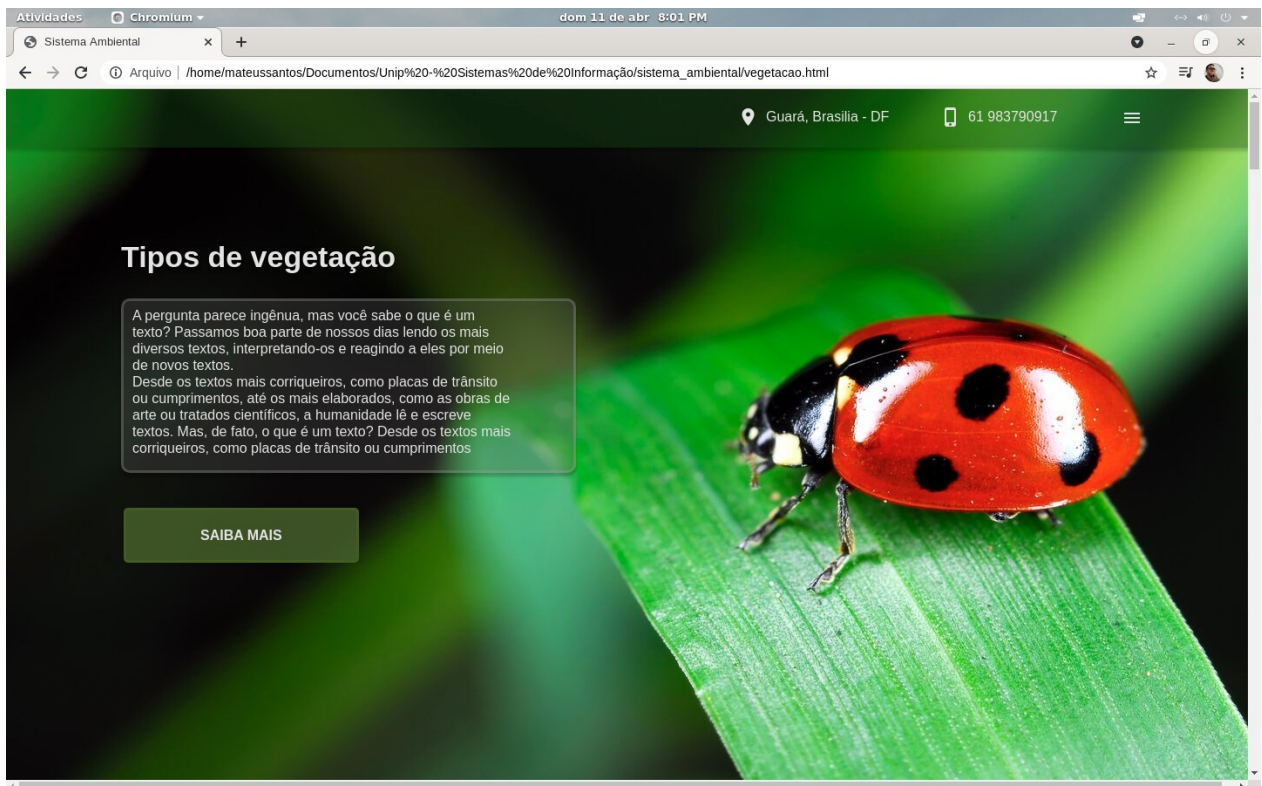 Atividades Chromium dom 11 de abr 8:01 PM
Sistema Ambiental
Arquivo /home/mateussantos/Documentos/Unip%20-%20Sistemas%20de%20Informação/sistema_ambiental/vegetacao.html
Guará, Brasilia - DF 61 983790917
Tipos de vegetação
A pergunta parece ingênua, mas você sabe o que é um
texto? Passamos boa parte de nossos dias lendo os mais
diversos textos, interpretando-os e reagindo a eles por meio
de novos textos.
Desde os textos mais corriqueiros, como placas de trânsito
ou cumprimentos, até os mais elaborados, como as obras de
arte ou tratados científicos, a humanidade lê e escreve
textos. Mas, de fato, o que é um texto? Desde os textos mais
corriqueiros, como placas de trânsito ou cumprimentos
SAIBA MAIS